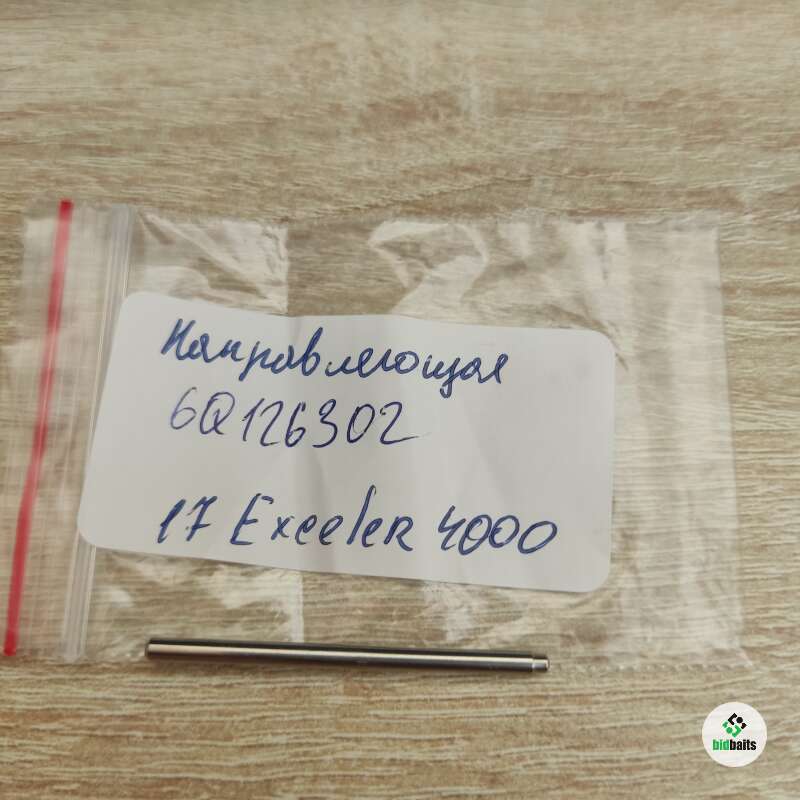 Направляющая
6Q126302
17 Exceler 4000
bidbaits